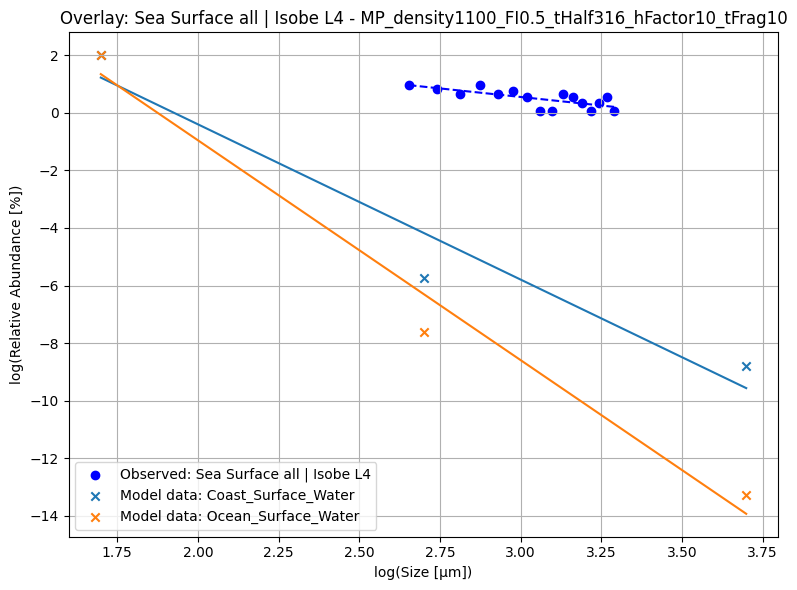 Overlay: Sea Surface all | Isobe L4 - MP_density1100_FI0.5_tHalf316_hFactor10_tFrag10
log(Relative Abundance [%])
2
0
−2
−4
−6
−8
−10
−12
−14
Observed: Sea Surface all | Isobe L4
Model data: Coast_Surface_Water
Model data: Ocean_Surface_Water
1.75 2.00 2.25 2.50 2.75 3.00 3.25 3.50 3.75
log(Size [µm])